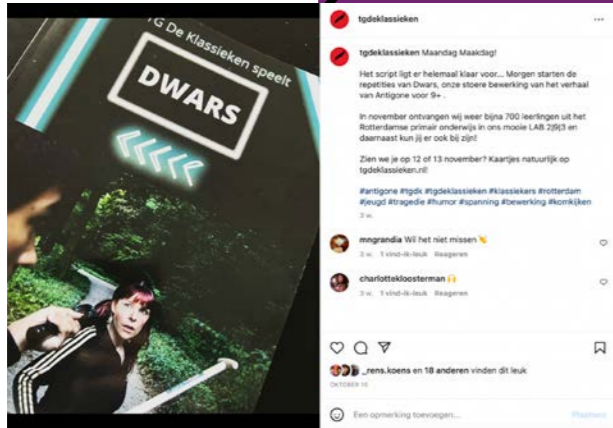 TG De Klassieken speelt
DWARS
tgdeklassieken
tgdeklassieken Maandag Maakdag!
Het script ligt er helemaal klaar voor... Morgen starten de
repetities van Dwars, onze stoere bewerking van het verhaal
van Antigone voor 9+ .
In november ontvangen wij weer bijna 700 leerlingen uit het
Rotterdamse primair onderwijs in ons mooie LAB 2|9|3 en
daarnaast kun jij er ook bij zijn!
Zien we je op 12 of 13 november? Kaartjes natuurlijk op
tgdeklassieken.nl!
#antigone #tgdk #tgdeklassieken #klassiekers #rotterdam
#jeugd #tragedie #humor #spanning #bewerking #komkijken
3 w.
mngrandia Wil het niet missen 👏
3 w. 1 vind-ik-leuk Reageren
charlottekloosterman 🙌
3 w. 1 vind-ik-leuk Reageren
_rens.koens en 18 anderen vinden dit leuk
OKTOBER 10
Een opmerking toevoegen...
Plaatsen